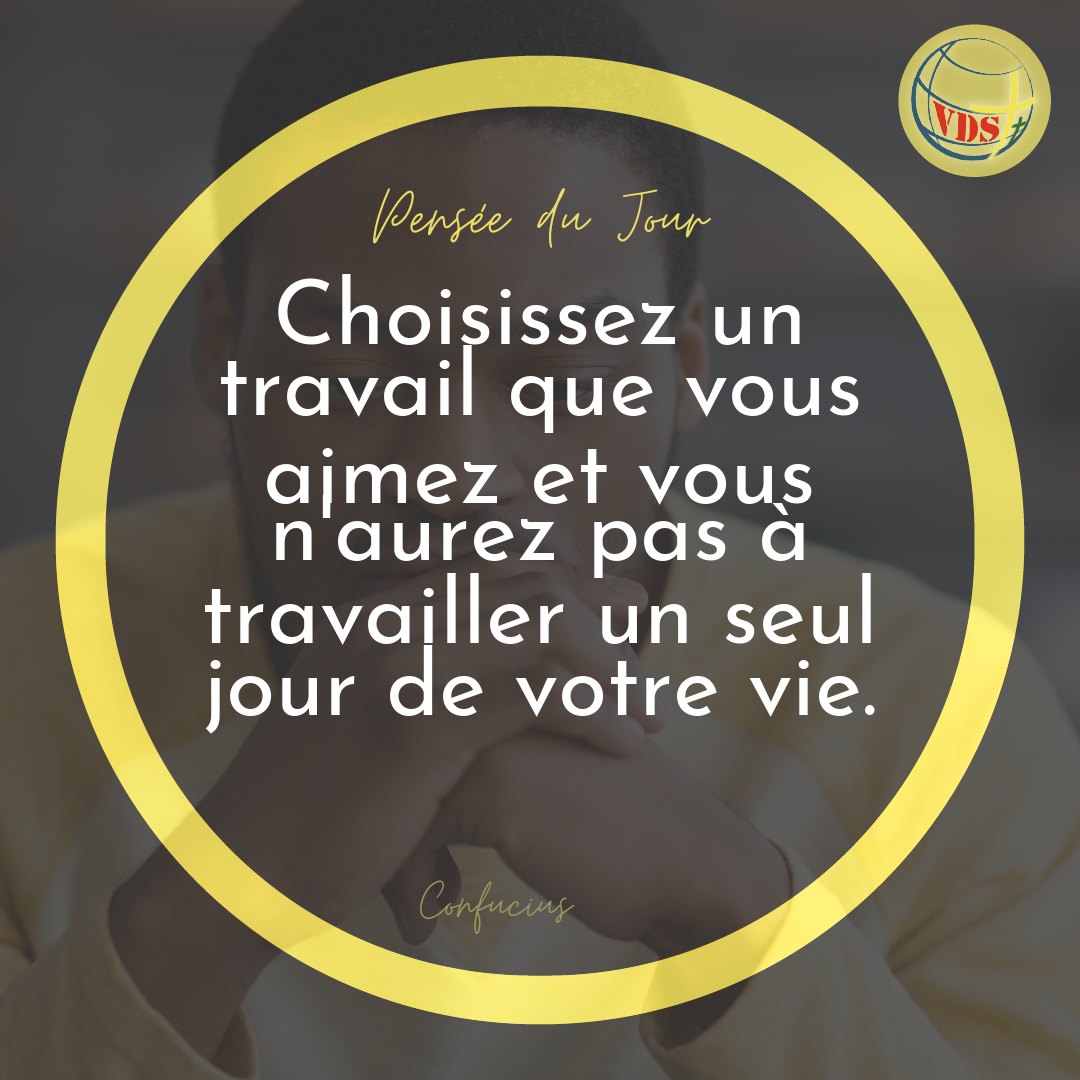 VDS
Pensée du Jour
Choisissez un
travail que vous
aimez et vous
n'aurez pas à
travailler un seul
jour de votre vie.
Confucius